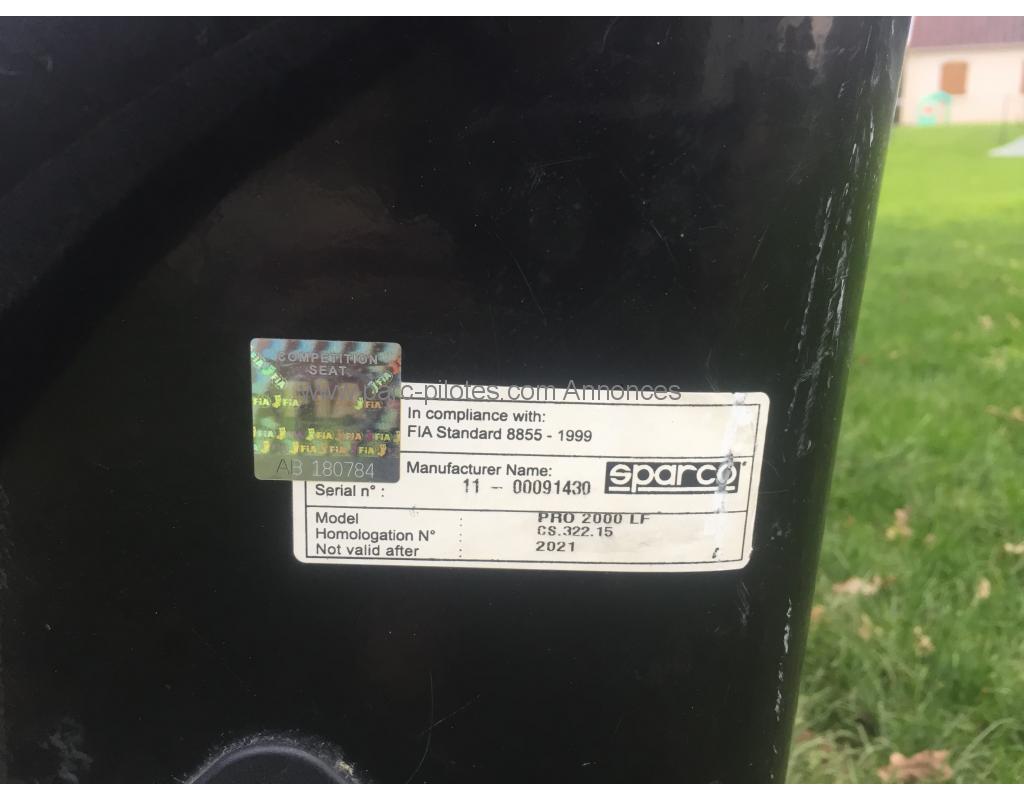 COMPETITION
SEAT
FIA
www.parc-pilotes.com Annonces
AB 180784
In compliance with:
FIA Standard 8855 - 1999
Manufacturer Name:
sparco
Serial n° : 11 - 00091430
Model : PRO 2000 LF
Homologation N° : CS.322.15
Not valid after : 2021